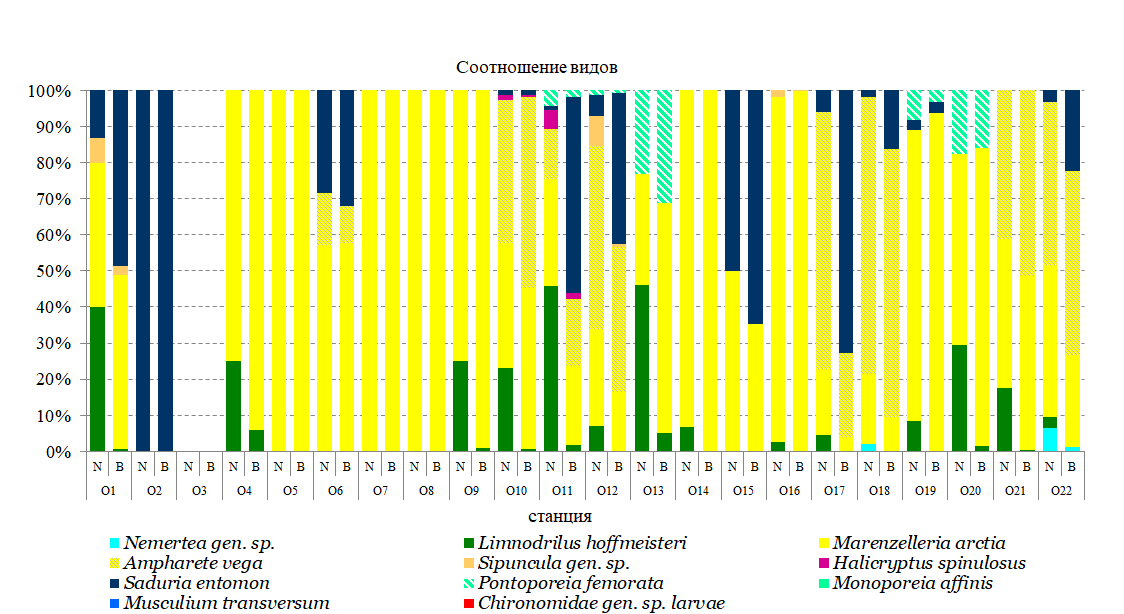 Соотношение видов
100%
90%
80%
70%
60%
50%
40%
30%
20%
10%
0%
N B N B N B N B N B N B N B N B N B N B N B N B N B N B N B N B N B N B N B N B N B N B
O1 O2 O3 O4 O5 O6 O7 O8 O9 O10 O11 O12 O13 O14 O15 O16 O17 O18 O19 O20 O21 O22
станция
Nemertea gen. sp. Limnodrilus hoffmeisteri Marenzelleria arctia
Ampharete vega Sipuncula gen. sp. Halicryptus spinulosus
Saduria entomon Pontoporeia femorata Monoporeia affinis
Musculium transversum Chironomidae gen. sp. larvae